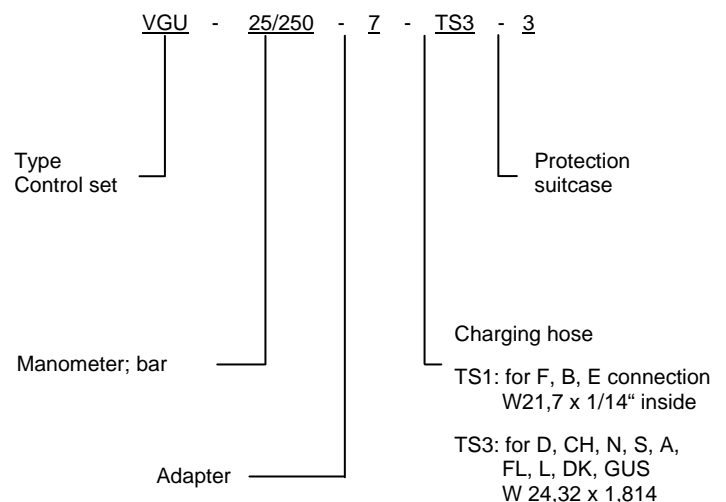 VGU - 25/250 - 7 - TS3 - 3
Type
Control set
Protection
suitcase
Manometer; bar
Charging hose
TS1: for F, B, E connection
W21,7 x 1/14“ inside
TS3: for D, CH, N, S, A,
FL, L, DK, GUS
W 24,32 x 1,814
Adapter